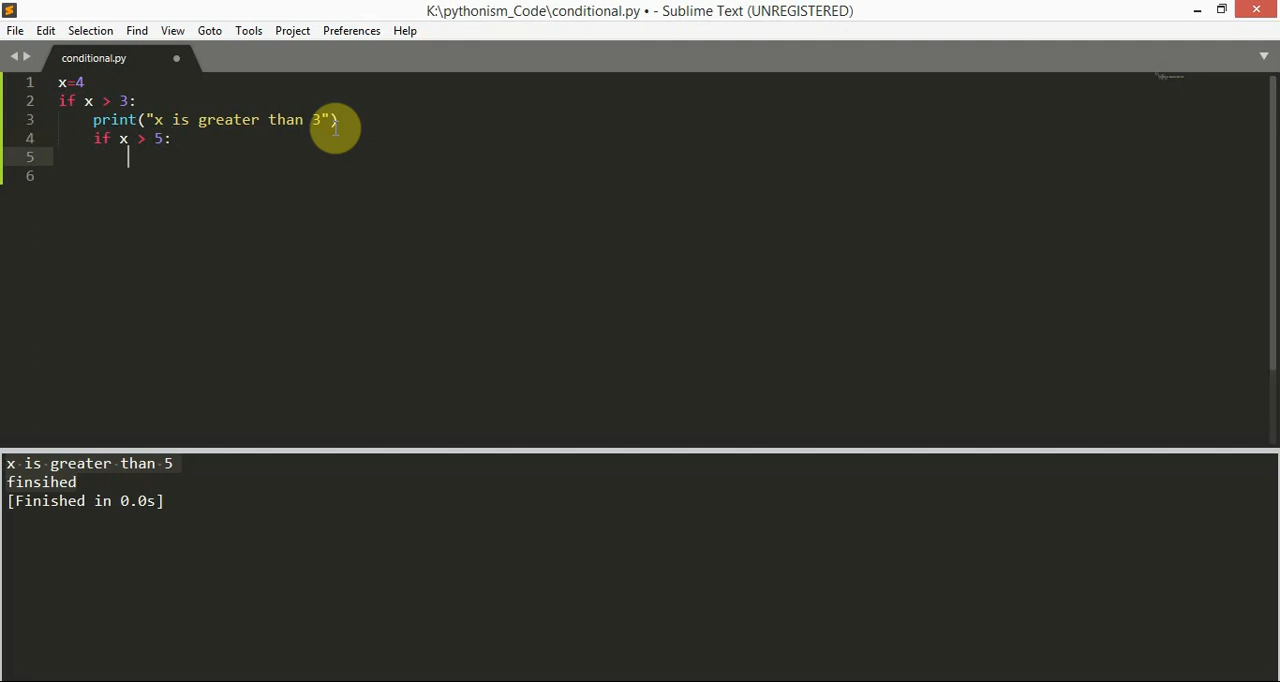 K:\pythonism_Code\conditional.py • - Sublime Text (UNREGISTERED)
File Edit Selection Find View Goto Tools Project Preferences Help
conditional.py
1 x=4
2 if x > 3:
3 print("x is greater than 3")
4 if x > 5:
5
6
x is greater than 5
finsihed
[Finished in 0.0s]